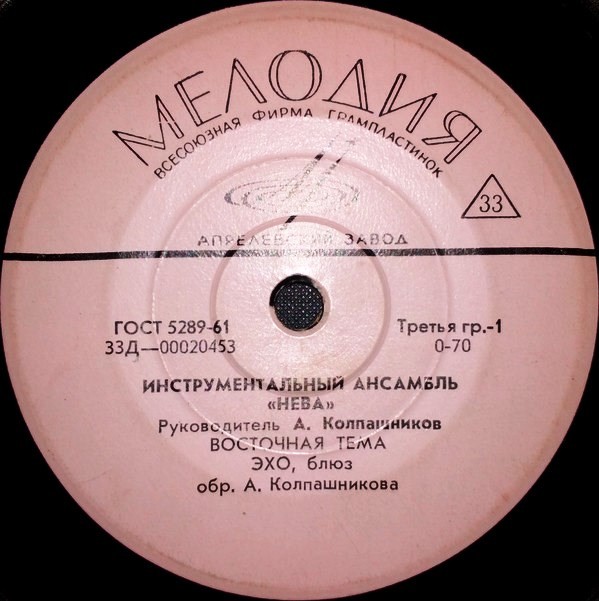 МЕЛОДИЯ
ВСЕСОЮЗНАЯ ФИРМА ГРАМПЛАСТИНОК
33
АПРЕЛЕВСКИЙ ЗАВОД
ГОСТ 5289-61
33Д—00020453
Третья гр.-1
0-70
ИНСТРУМЕНТАЛЬНЫЙ АНСАМБЛЬ
«НЕВА»
Руководитель А. Колпашников
ВОСТОЧНАЯ ТЕМА
ЭХО, блюз
обр. А. Колпашникова